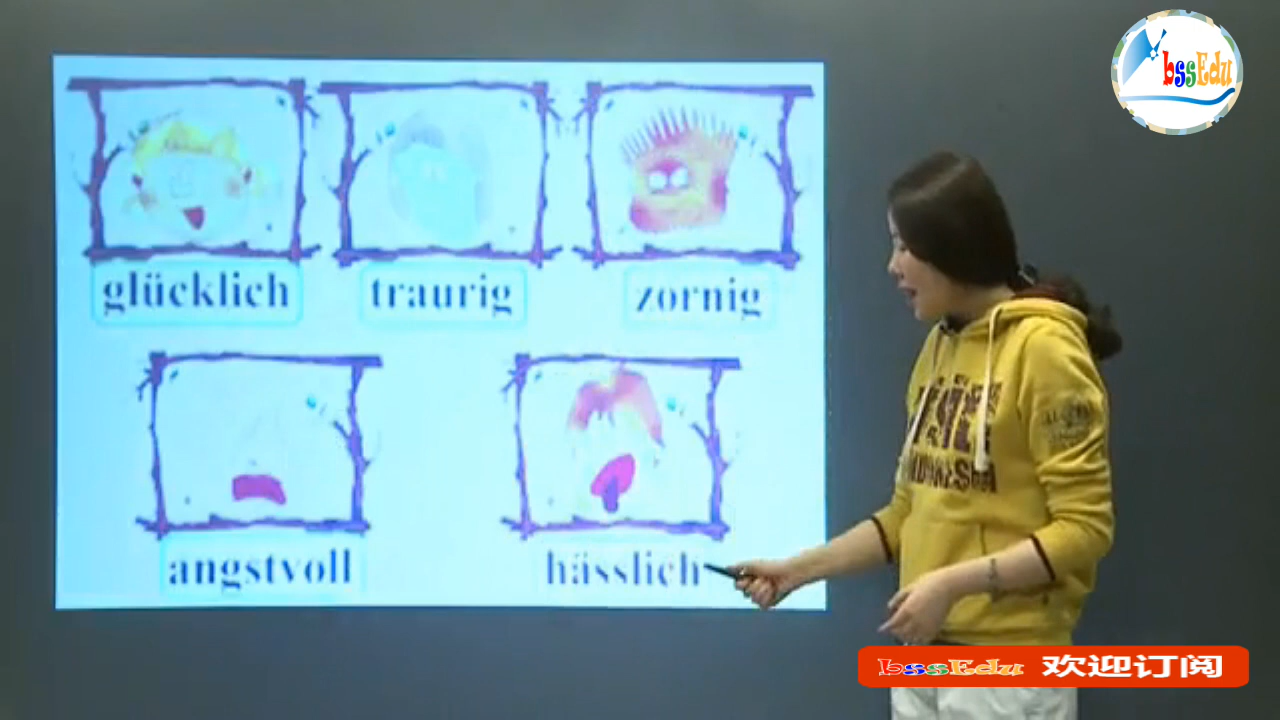 bssEdu
glücklich
traurig
zornig
angstvoll
hässlich
bssEdu 欢迎订阅